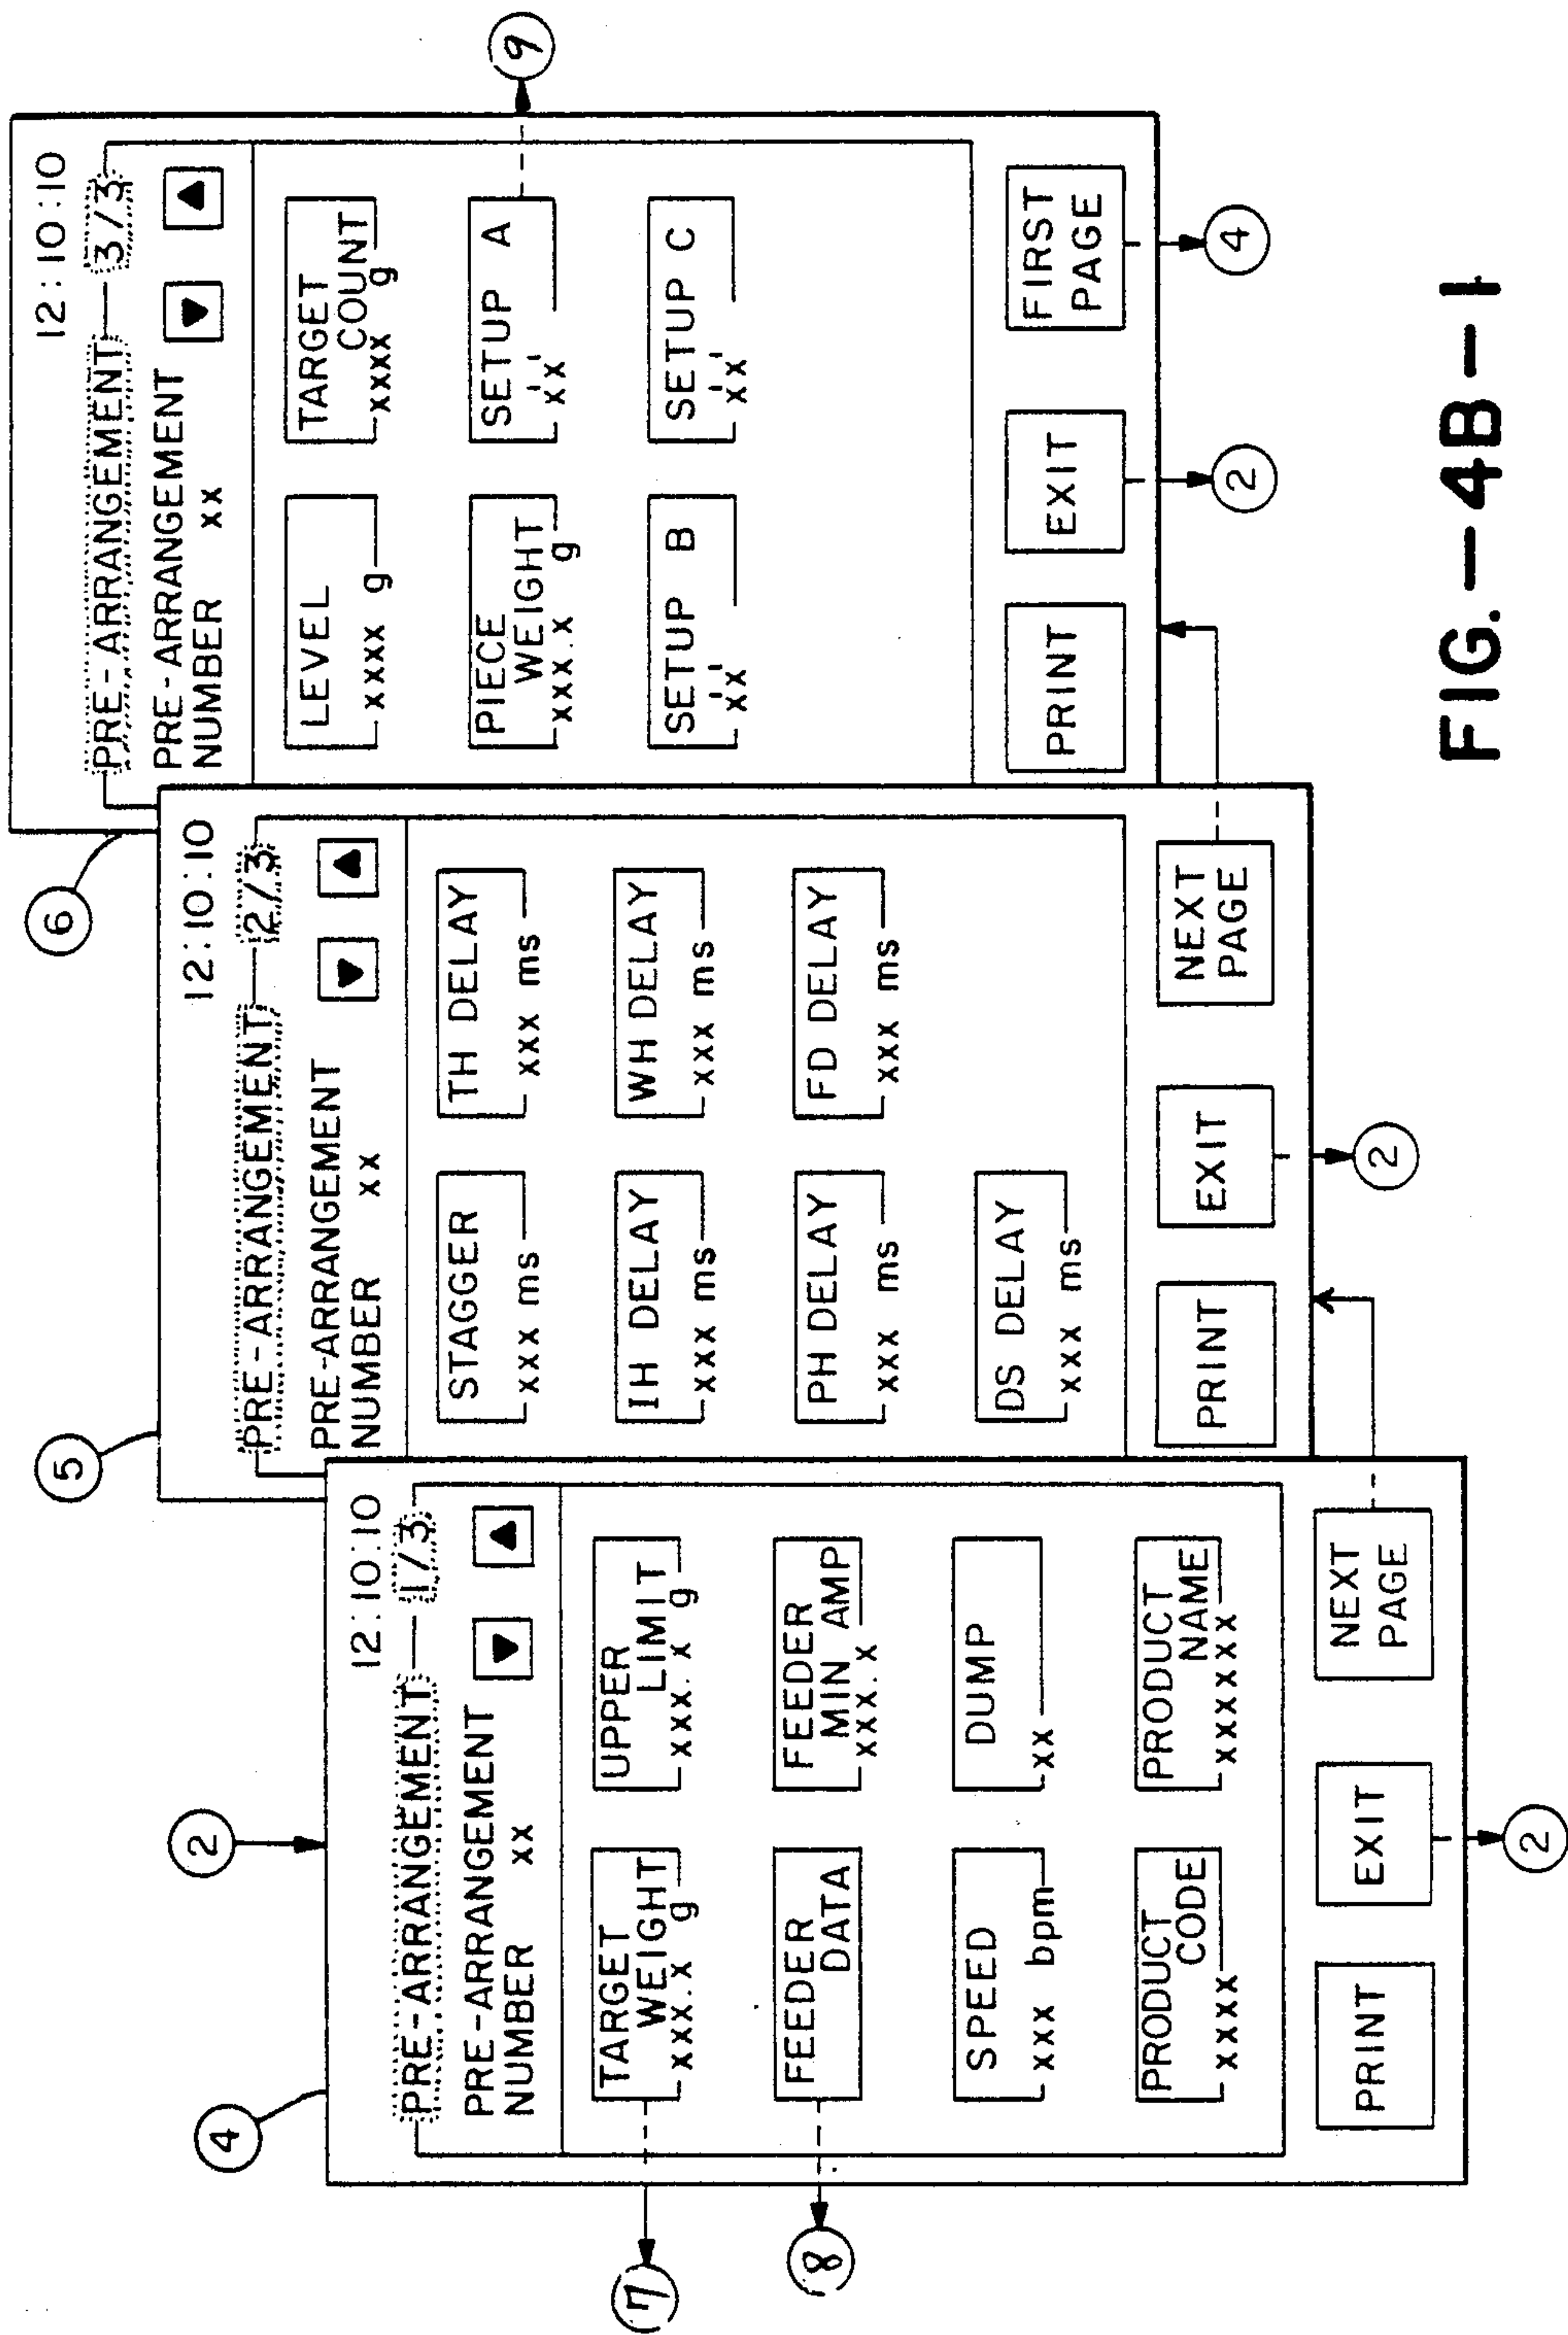 2
4
12:10:10
PRE-ARRANGEMENT 1/3
PRE-ARRANGEMENT
NUMBER xx ▼ ▲
TARGET
WEIGHT
xxx.x g
UPPER
LIMIT
xxx.x g
7
FEEDER
DATA
FEEDER
MIN AMP
xxx.x
8
SPEED
xxx bpm
DUMP
xx
PRODUCT
CODE
xxxx
PRODUCT
NAME
xxxxxx
PRINT
EXIT
NEXT
PAGE
2
5
12:10:10
PRE-ARRANGEMENT 2/3
PRE-ARRANGEMENT
NUMBER xx ▼ ▲
STAGGER
xxx ms
TH DELAY
xxx ms
IH DELAY
xxx ms
WH DELAY
xxx ms
PH DELAY
xxx ms
FD DELAY
xxx ms
DS DELAY
xxx ms
PRINT
EXIT
NEXT
PAGE
2
6
12:10:10
PRE-ARRANGEMENT 3/3
PRE-ARRANGEMENT
NUMBER xx ▼ ▲
LEVEL
xxxx g
TARGET
COUNT
xxxx g
PIECE
WEIGHT
xxx.x g
SETUP A
'xx'
9
SETUP B
'xx'
SETUP C
'xx'
PRINT
EXIT
FIRST
PAGE
2
4
FIG.—4B—1